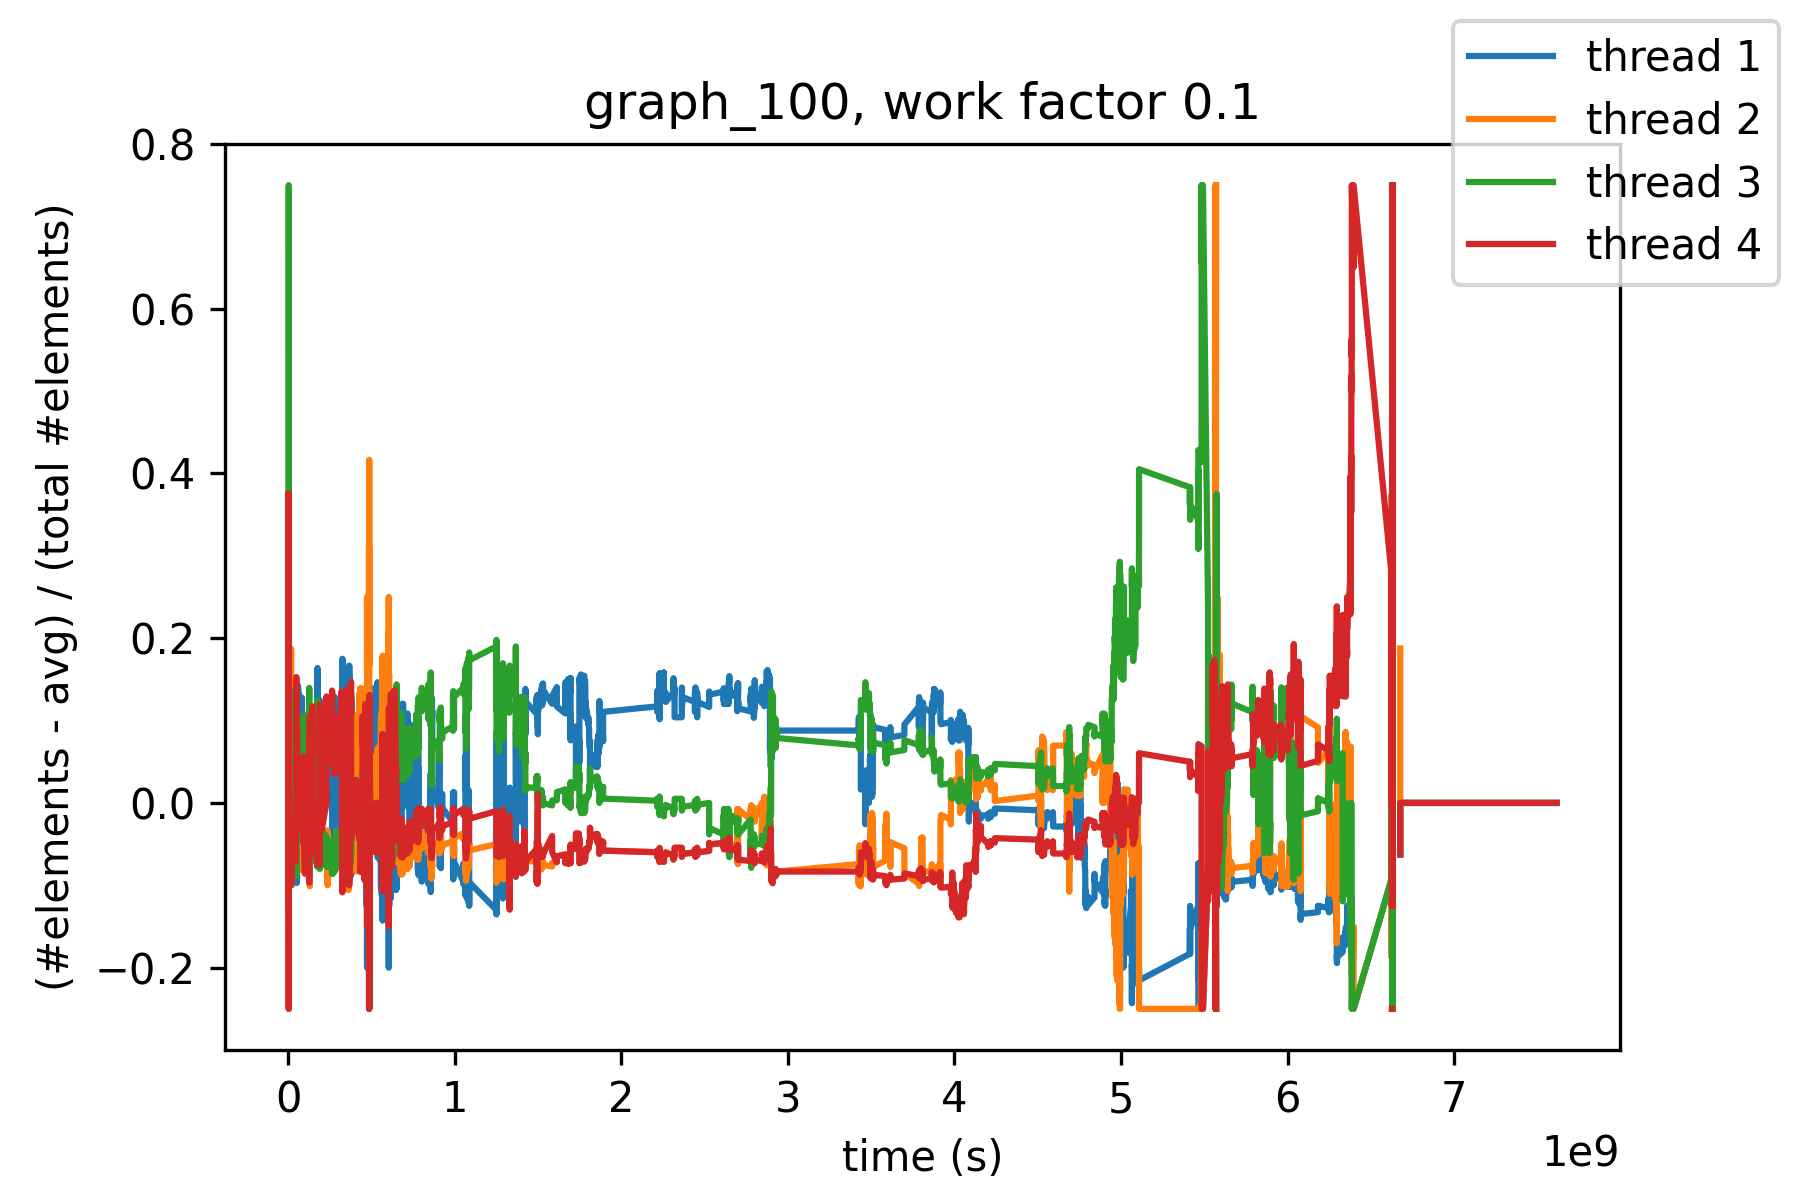 graph_100, work factor 0.1
thread 1
thread 2
thread 3
thread 4
(#elements - avg) / (total #elements)
0.8
0.6
0.4
0.2
0.0
−0.2
0 1 2 3 4 5 6 7
1e9
time (s)